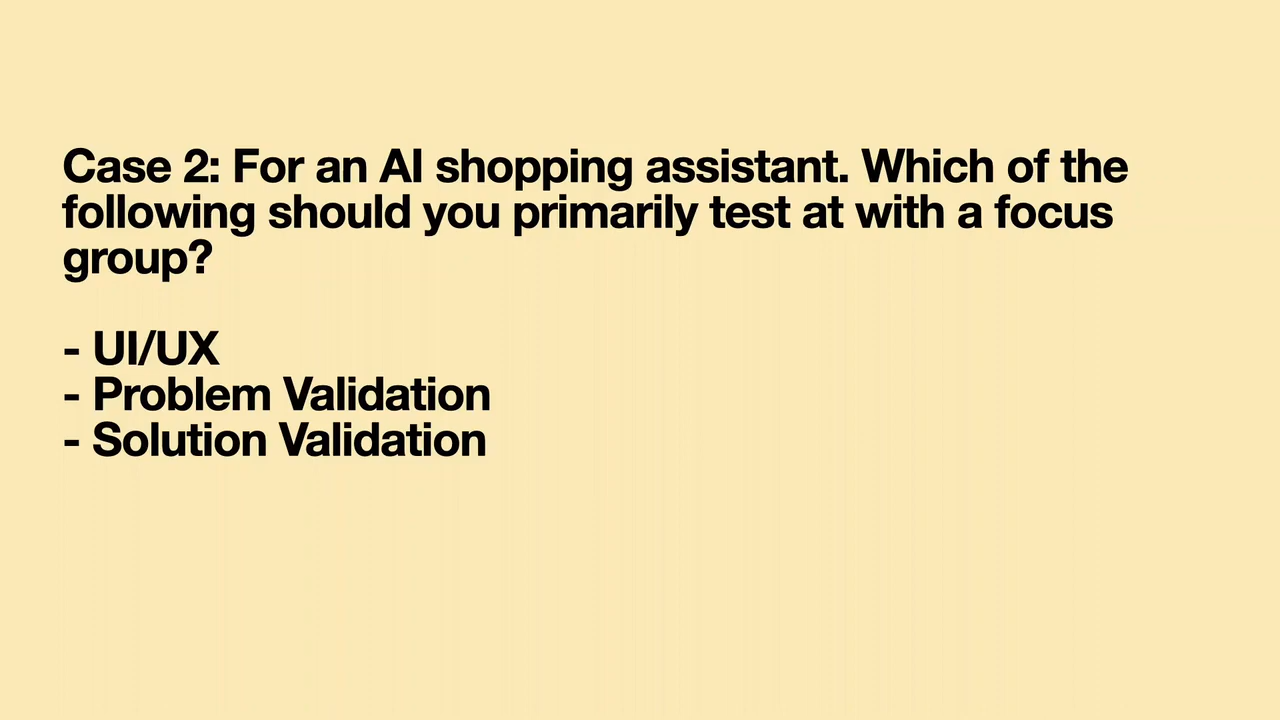 Case 2: For an AI shopping assistant. Which of the
following should you primarily test at with a focus
group?
- UI/UX
- Problem Validation
- Solution Validation